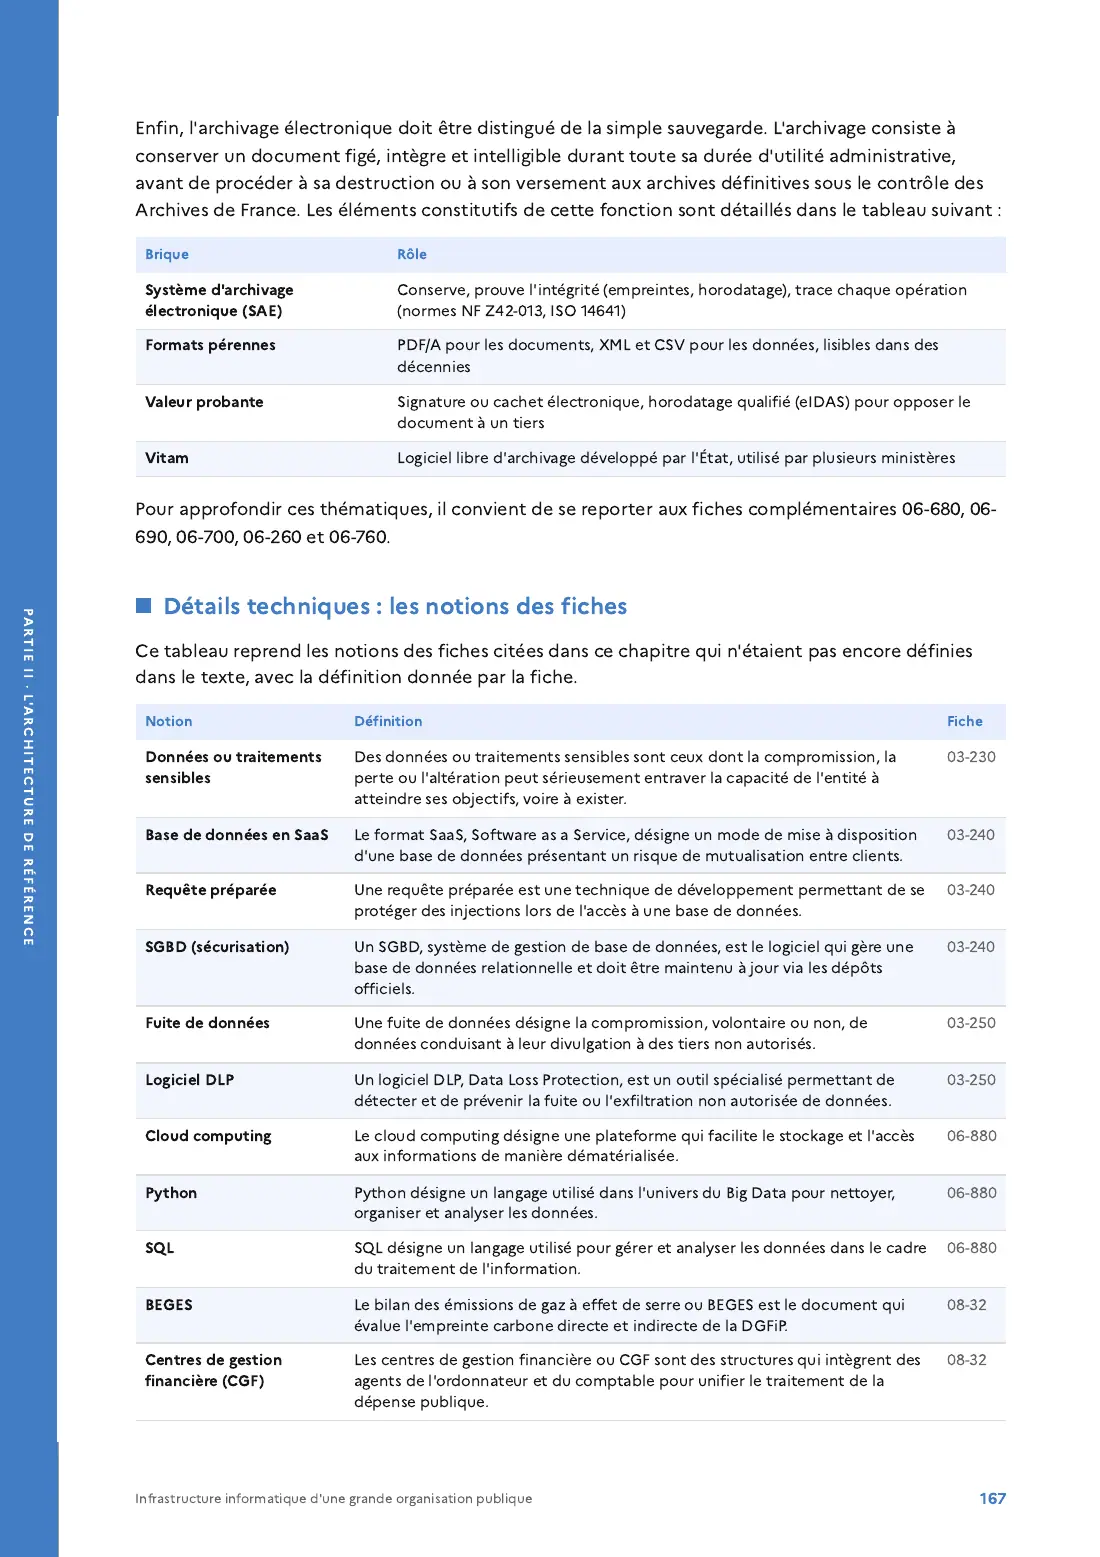 Enfin, l'archivage électronique doit être distingué de la simple sauvegarde. L'archivage consiste à
conserver un document figé, intègre et intelligible durant toute sa durée d'utilité administrative,
avant de procéder à sa destruction ou à son versement aux archives définitives sous le contrôle des
Archives de France. Les éléments constitutifs de cette fonction sont détaillés dans le tableau suivant :
Brique Rôle
Système d'archivage Conserve, prouve l'intégrité (empreintes, horodatage), trace chaque opération
électronique (SAE) (normes NF Z42-013, ISO 14641)
Formats pérennes PDF/A pour les documents, XML et CSV pour les données, lisibles dans des
décennies
Valeur probante Signature ou cachet électronique, horodatage qualifié (eIDAS) pour opposer le
document à un tiers
Vitam Logiciel libre d'archivage développé par l'État, utilisé par plusieurs ministères
Pour approfondir ces thématiques, il convient de se reporter aux fiches complémentaires 06-680, 06-
690, 06-700, 06-260 et 06-760.
Détails techniques : les notions des fiches
Ce tableau reprend les notions des fiches citées dans ce chapitre qui n'étaient pas encore définies
dans le texte, avec la définition donnée par la fiche.
Notion Définition Fiche
Données ou traitements Des données ou traitements sensibles sont ceux dont la compromission, la 03-230
sensibles perte ou l'altération peut sérieusement entraver la capacité de l'entité à
atteindre ses objectifs, voire à exister.
Base de données en SaaS Le format SaaS, Software as a Service, désigne un mode de mise à disposition 03-240
d'une base de données présentant un risque de mutualisation entre clients.
Requête préparée Une requête préparée est une technique de développement permettant de se 03-240
protéger des injections lors de l'accès à une base de données.
SGBD (sécurisation) Un SGBD, système de gestion de base de données, est le logiciel qui gère une 03-240
base de données relationnelle et doit être maintenu à jour via les dépôts
officiels.
Fuite de données Une fuite de données désigne la compromission, volontaire ou non, de 03-250
données conduisant à leur divulgation à des tiers non autorisés.
Logiciel DLP Un logiciel DLP, Data Loss Protection, est un outil spécialisé permettant de 03-250
détecter et de prévenir la fuite ou l'exfiltration non autorisée de données.
Cloud computing Le cloud computing désigne une plateforme qui facilite le stockage et l'accès 06-880
aux informations de manière dématérialisée.
Python Python désigne un langage utilisé dans l'univers du Big Data pour nettoyer, 06-880
organiser et analyser les données.
SQL SQL désigne un langage utilisé pour gérer et analyser les données dans le cadre 06-880
du traitement de l'information.
BEGES Le bilan des émissions de gaz à effet de serre ou BEGES est le document qui 08-32
évalue l'empreinte carbone directe et indirecte de la DGFiP.
Centres de gestion Les centres de gestion financière ou CGF sont des structures qui intègrent des 08-32
financière (CGF) agents de l'ordonnateur et du comptable pour unifier le traitement de la
dépense publique.
PARTIE II · L'ARCHITECTURE DE RÉFÉRENCE
Infrastructure informatique d'une grande organisation publique 167